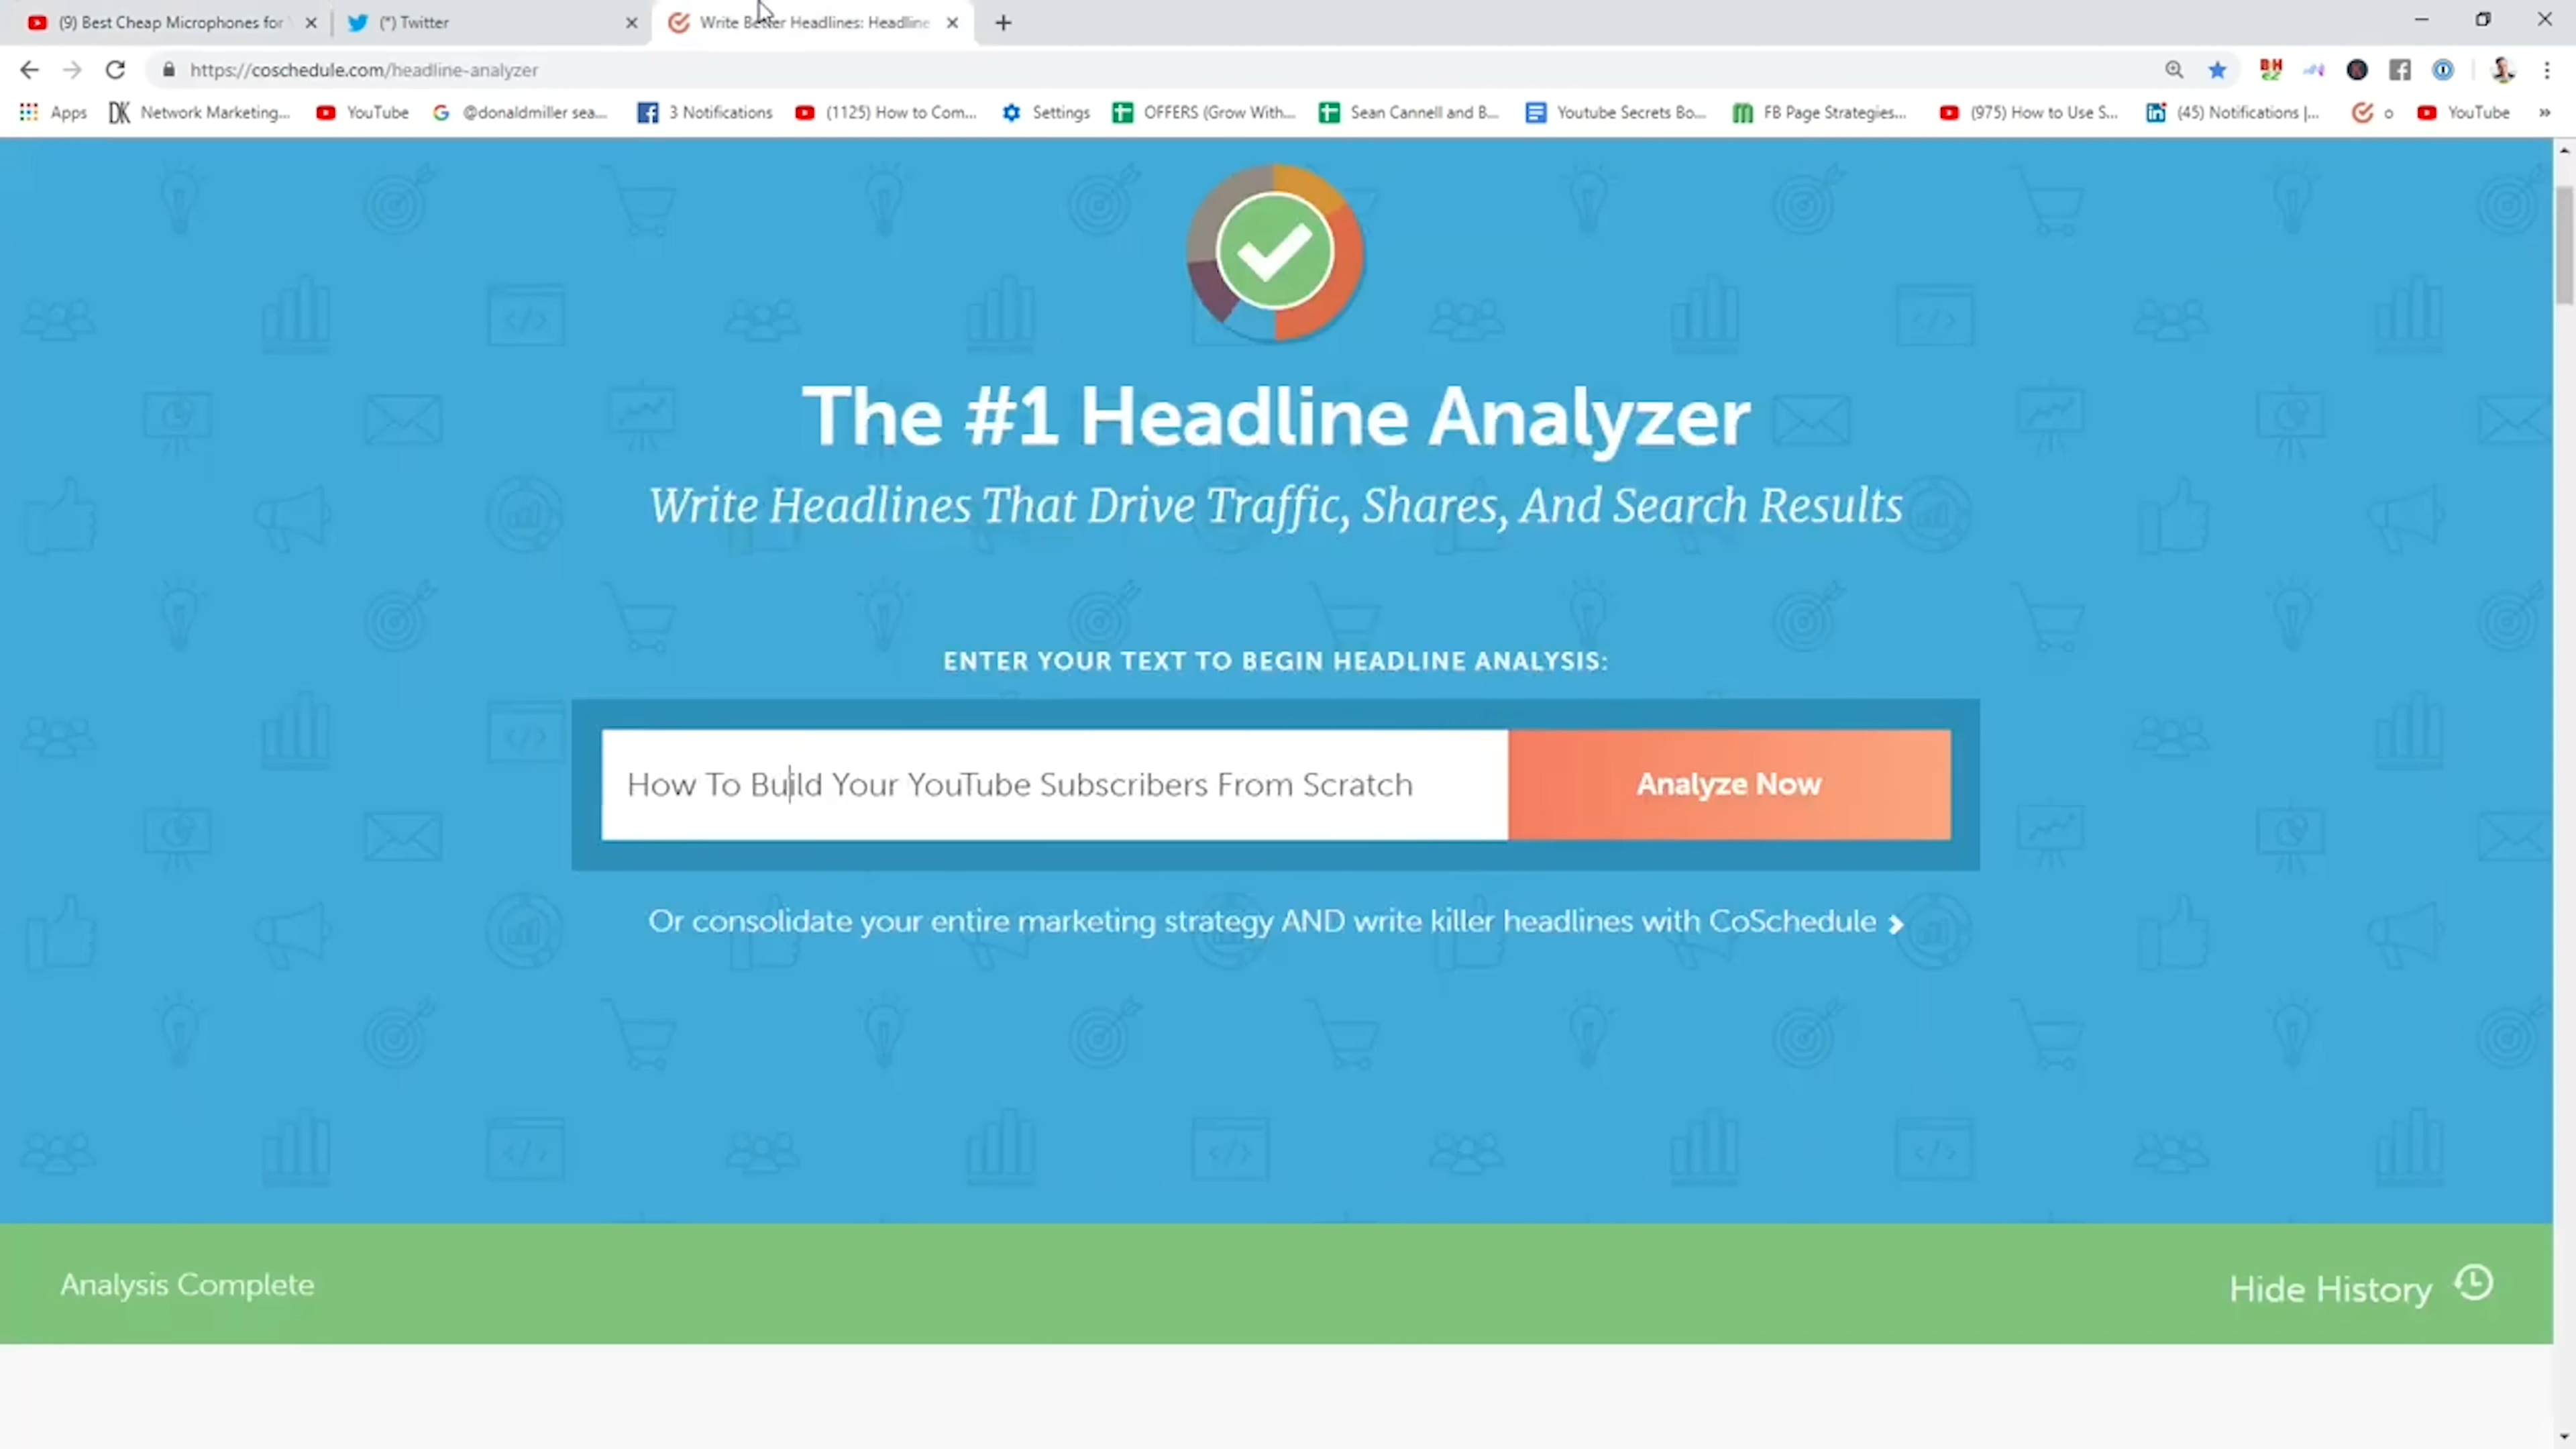 (9) Best Cheap Microphones for
(*) Twitter
Write Better Headlines: Headline
https://coschedule.com/headline-analyzer
Apps
DK
Network Marketing...
YouTube
@donaldmiller sea...
3 Notifications
(1125) How to Com...
Settings
OFFERS (Grow With...
Sean Cannell and B...
Youtube Secrets Bo...
FB Page Strategies...
(975) How to Use S...
(45) Notifications |...
o
YouTube
The #1 Headline Analyzer
Write Headlines That Drive Traffic, Shares, And Search Results
ENTER YOUR TEXT TO BEGIN HEADLINE ANALYSIS:
How To Build Your YouTube Subscribers From Scratch
Analyze Now
Or consolidate your entire marketing strategy AND write killer headlines with CoSchedule
Analysis Complete
Hide History